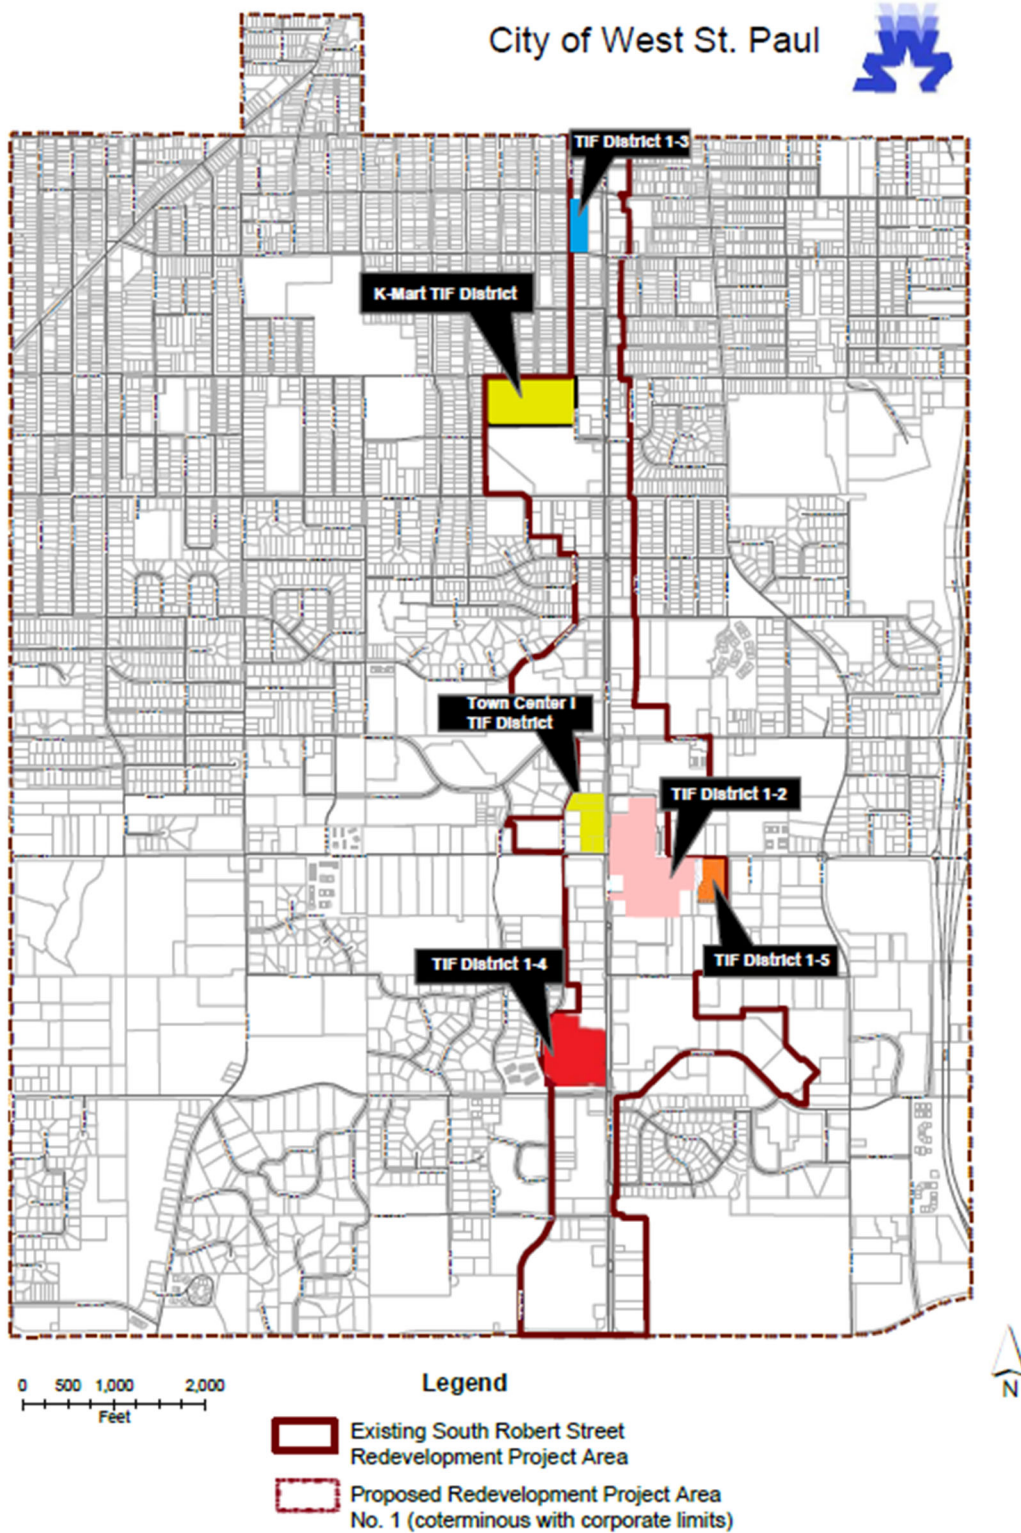 City of West St. Paul
TIF District 1-3
K-Mart TIF District
Town Center I
TIF District
TIF District 1-2
TIF District 1-5
TIF District 1-4
0 500 1,000 2,000
Feet
N
Legend
Existing South Robert Street
Redevelopment Project Area
Proposed Redevelopment Project Area
No. 1 (coterminous with corporate limits)